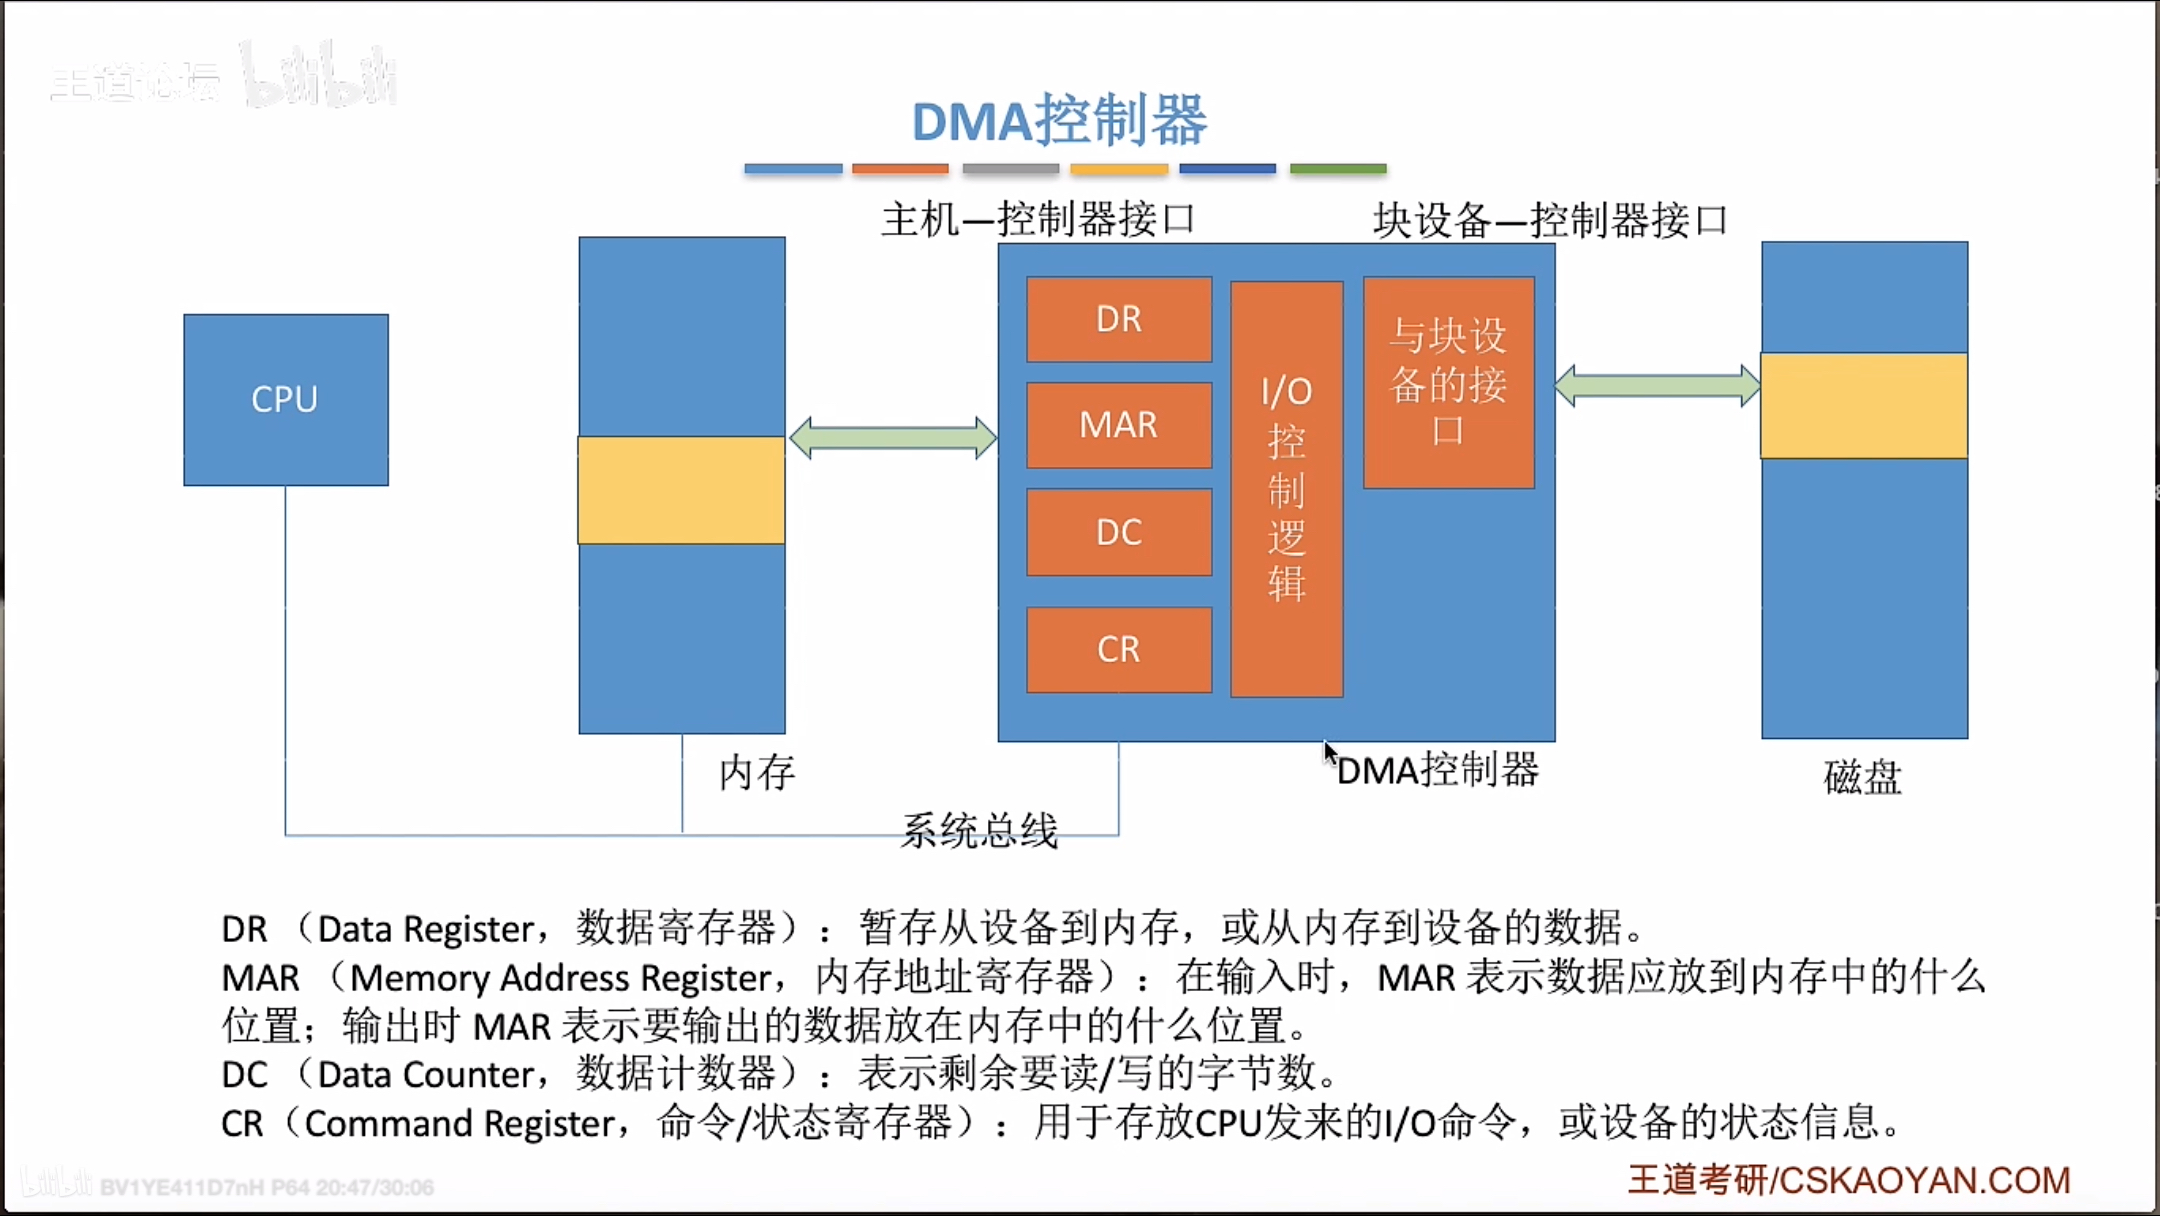 王道论坛 bilibili
DMA控制器
主机—控制器接口
块设备—控制器接口
CPU
DR
MAR
DC
CR
I/O
控
制
逻
辑
与块设
备的接
口
内存
DMA控制器
磁盘
系统总线
DR （Data Register，数据寄存器）：暂存从设备到内存，或从内存到设备的数据。
MAR （Memory Address Register，内存地址寄存器）：在输入时，MAR 表示数据应放到内存中的什么
位置；输出时 MAR 表示要输出的数据放在内存中的什么位置。
DC （Data Counter，数据计数器）：表示剩余要读/写的字节数。
CR（Command Register，命令/状态寄存器）：用于存放CPU发来的I/O命令，或设备的状态信息。
bilibili BV1YE411D7nH P64 20:47/30:06
王道考研/CSKAOYAN.COM